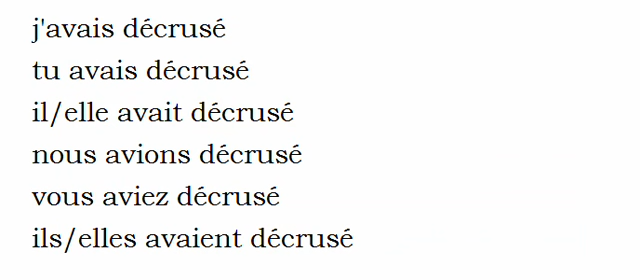 j'avais décrusé
tu avais décrusé
il/elle avait décrusé
nous avions décrusé
vous aviez décrusé
ils/elles avaient décrusé